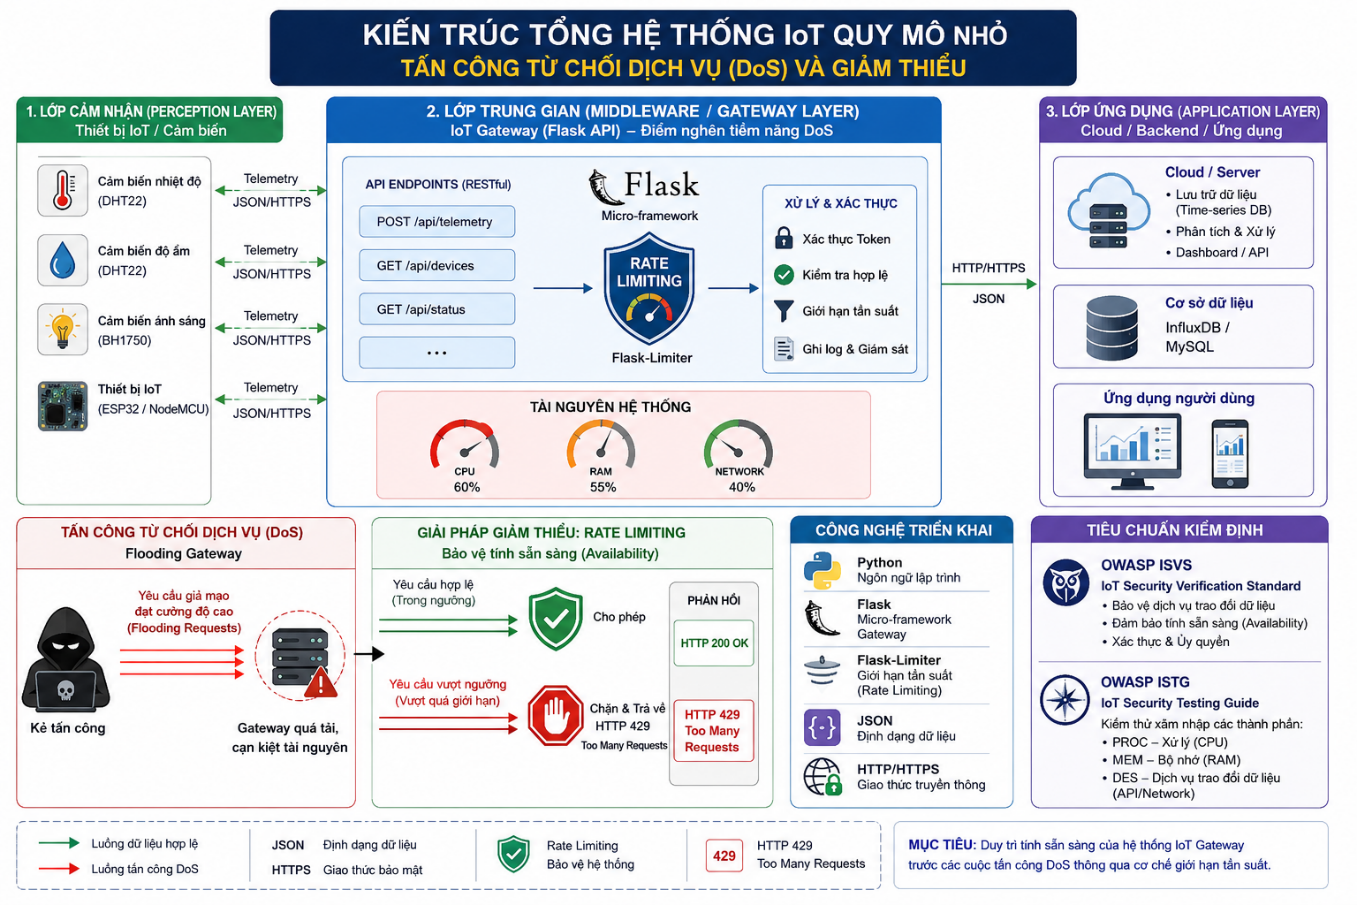 KIẾN TRÚC TỔNG HỆ THỐNG IoT QUY MÔ NHỎ
TẤN CÔNG TỪ CHỐI DỊCH VỤ (DoS) VÀ GIẢM THIỂU
1. LỚP CẢM NHẬN (PERCEPTION LAYER)
Thiết bị IoT / Cảm biến
Cảm biến nhiệt độ
(DHT22)
Cảm biến độ ẩm
(DHT22)
Cảm biến ánh sáng
(BH1750)
Thiết bị IoT
(ESP32 / NodeMCU)
Telemetry
JSON/HTTPS
Telemetry
JSON/HTTPS
Telemetry
JSON/HTTPS
Telemetry
JSON/HTTPS
2. LỚP TRUNG GIAN (MIDDLEWARE / GATEWAY LAYER)
IoT Gateway (Flask API) – Điểm nghẽn tiềm năng DoS
API ENDPOINTS (RESTful)
POST /api/telemetry
GET /api/devices
GET /api/status
...
Flask
Micro-framework
RATE
LIMITING
Flask-Limiter
XỬ LÝ & XÁC THỰC
Xác thực Token
Kiểm tra hợp lệ
Giới hạn tần suất
Ghi log & Giám sát
TÀI NGUYÊN HỆ THỐNG
CPU
60%
RAM
55%
NETWORK
40%
HTTP/HTTPS
JSON
3. LỚP ỨNG DỤNG (APPLICATION LAYER)
Cloud / Backend / Ứng dụng
Cloud / Server
• Lưu trữ dữ liệu
(Time-series DB)
• Phân tích & Xử lý
• Dashboard / API
Cơ sở dữ liệu
InfluxDB /
MySQL
Ứng dụng người dùng
TẤN CÔNG TỪ CHỐI DỊCH VỤ (DoS)
Flooding Gateway
Yêu cầu giả mạo
đạt cường độ cao
(Flooding Requests)
Kẻ tấn công
Gateway quá tải,
cạn kiệt tài nguyên
GIẢI PHÁP GIẢM THIỂU: RATE LIMITING
Bảo vệ tính sẵn sàng (Availability)
Yêu cầu hợp lệ
(Trong ngưỡng)
Cho phép
Yêu cầu vượt ngưỡng
(Vượt quá giới hạn)
Chặn & Trả về
HTTP 429
Too Many Requests
PHẢN HỒI
HTTP 200 OK
HTTP 429
Too Many
Requests
CÔNG NGHỆ TRIỂN KHAI
Python
Ngôn ngữ lập trình
Flask
Micro-framework
Gateway
Flask-Limiter
Giới hạn tần suất
(Rate Limiting)
{··}
JSON
Định dạng dữ liệu
HTTP/HTTPS
Giao thức truyền thông
TIÊU CHUẨN KIỂM ĐỊNH
OWASP ISVS
IoT Security Verification Standard
• Bảo vệ dịch vụ trao đổi dữ liệu
• Đảm bảo tính sẵn sàng (Availability)
• Xác thực & Ủy quyền
OWASP ISTG
IoT Security Testing Guide
Kiểm thử xâm nhập các thành phần:
• PROC – Xử lý (CPU)
• MEM – Bộ nhớ (RAM)
• DES – Dịch vụ trao đổi dữ liệu
(API/Network)
Luồng dữ liệu hợp lệ
Luồng tấn công DoS
JSON Định dạng dữ liệu
HTTPS Giao thức bảo mật
Rate Limiting
Bảo vệ hệ thống
429
HTTP 429
Too Many Requests
MỤC TIÊU: Duy trì tính sẵn sàng của hệ thống IoT Gateway
trước các cuộc tấn công DoS thông qua cơ chế giới hạn tần suất.